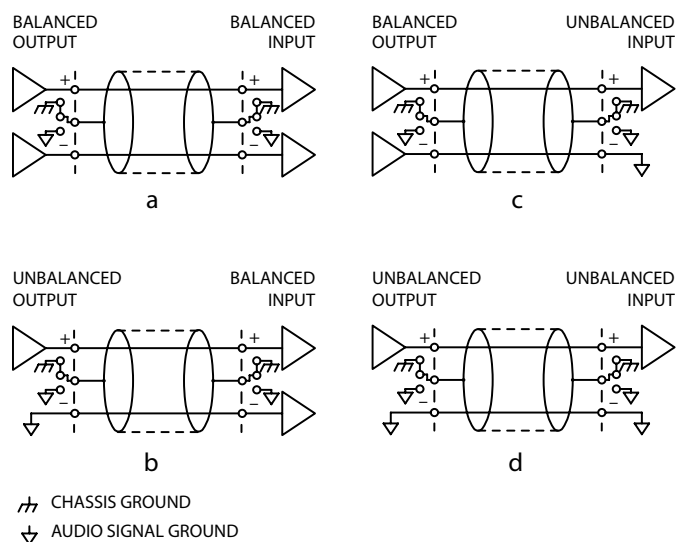 BALANCED OUTPUT
BALANCED INPUT
+ +
− −
a
BALANCED OUTPUT
UNBALANCED INPUT
+ +
− −
c
UNBALANCED OUTPUT
BALANCED INPUT
+ +
− −
b
UNBALANCED OUTPUT
UNBALANCED INPUT
+ +
− −
d
CHASSIS GROUND
AUDIO SIGNAL GROUND